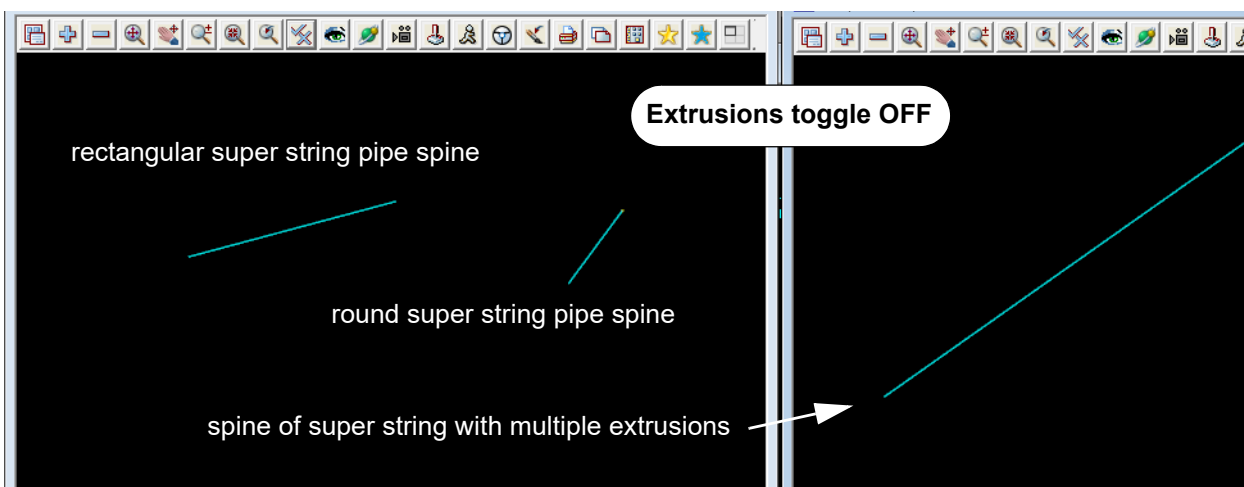 Extrusions toggle OFF
rectangular super string pipe spine
round super string pipe spine
spine of super string with multiple extrusions